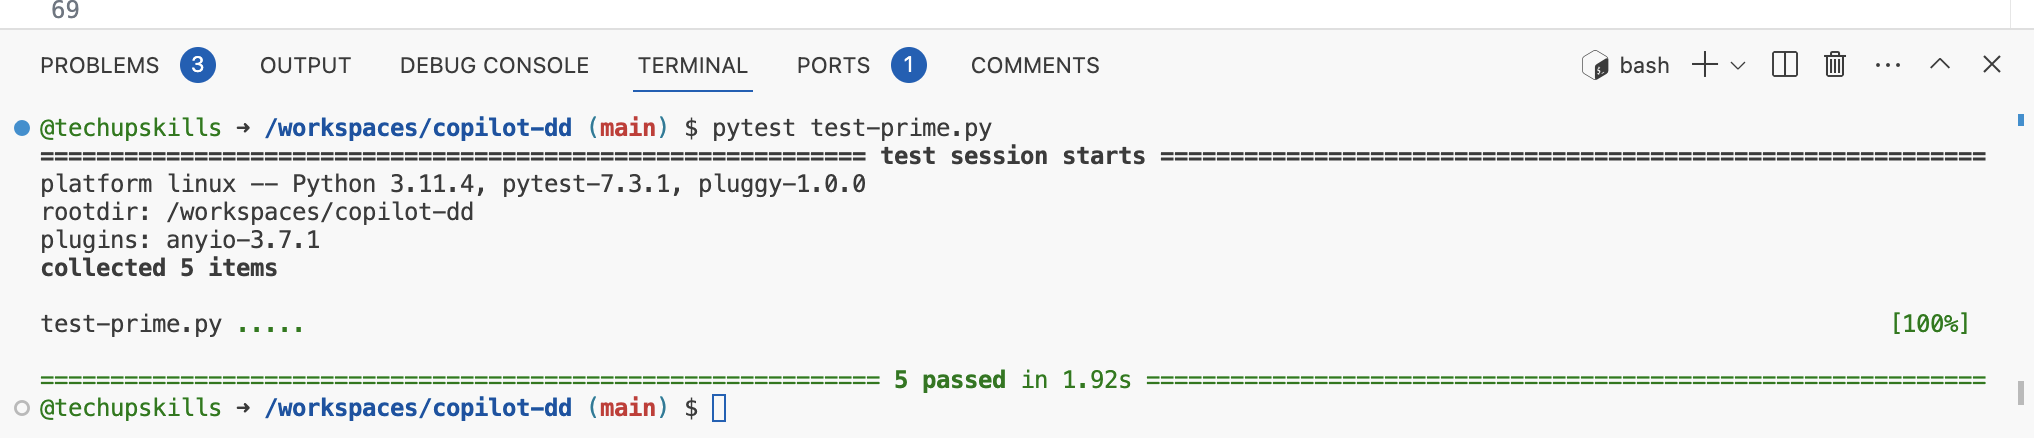 69
PROBLEMS 3 OUTPUT DEBUG CONSOLE TERMINAL PORTS 1 COMMENTS bash
@techupskills ➜ /workspaces/copilot-dd (main) $ pytest test-prime.py
=========================================================== test session starts ===========================================================
platform linux -- Python 3.11.4, pytest-7.3.1, pluggy-1.0.0
rootdir: /workspaces/copilot-dd
plugins: anyio-3.7.1
collected 5 items
test-prime.py ..... [100%]
============================================================ 5 passed in 1.92s ============================================================
@techupskills ➜ /workspaces/copilot-dd (main) $